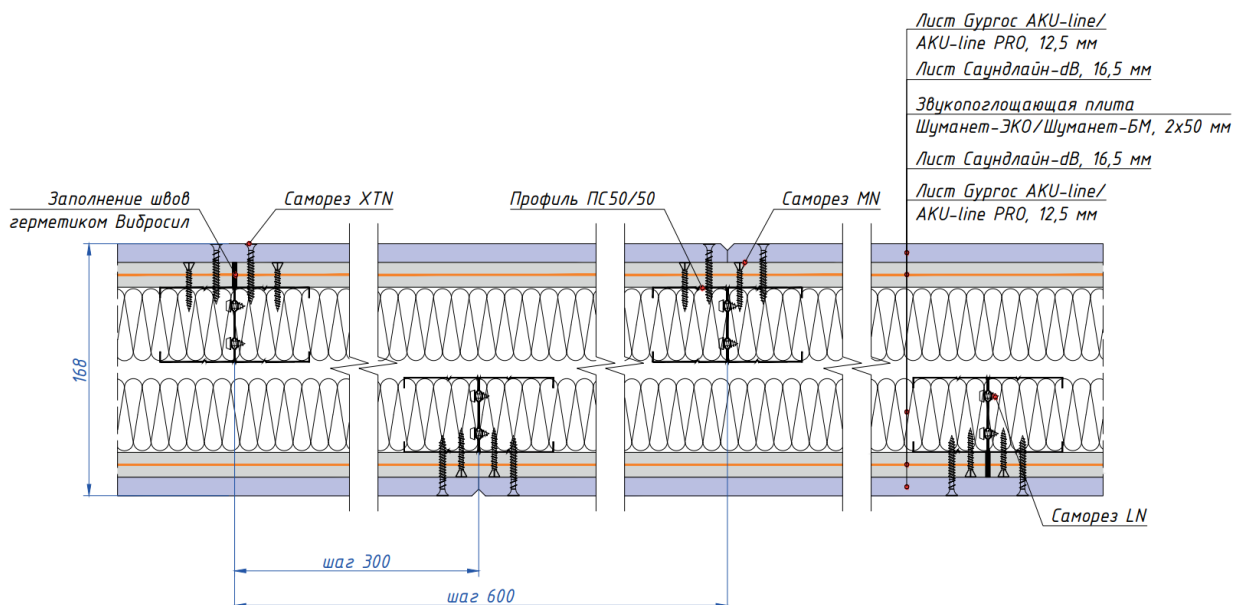 Лист Gyproc AKU-line/
AKU-line PRO, 12,5 мм
Лист Саундлайн-dB, 16,5 мм
Звукопоглощающая плита
Шуманет-ЭКО/Шуманет-БМ, 2х50 мм
Лист Саундлайн-dB, 16,5 мм
Лист Gyproc AKU-line/
AKU-line PRO, 12,5 мм
Заполнение швов
герметиком Вибросил
Саморез XTN
Профиль ПС50/50
Саморез MN
168
Саморез LN
шаг 300
шаг 600